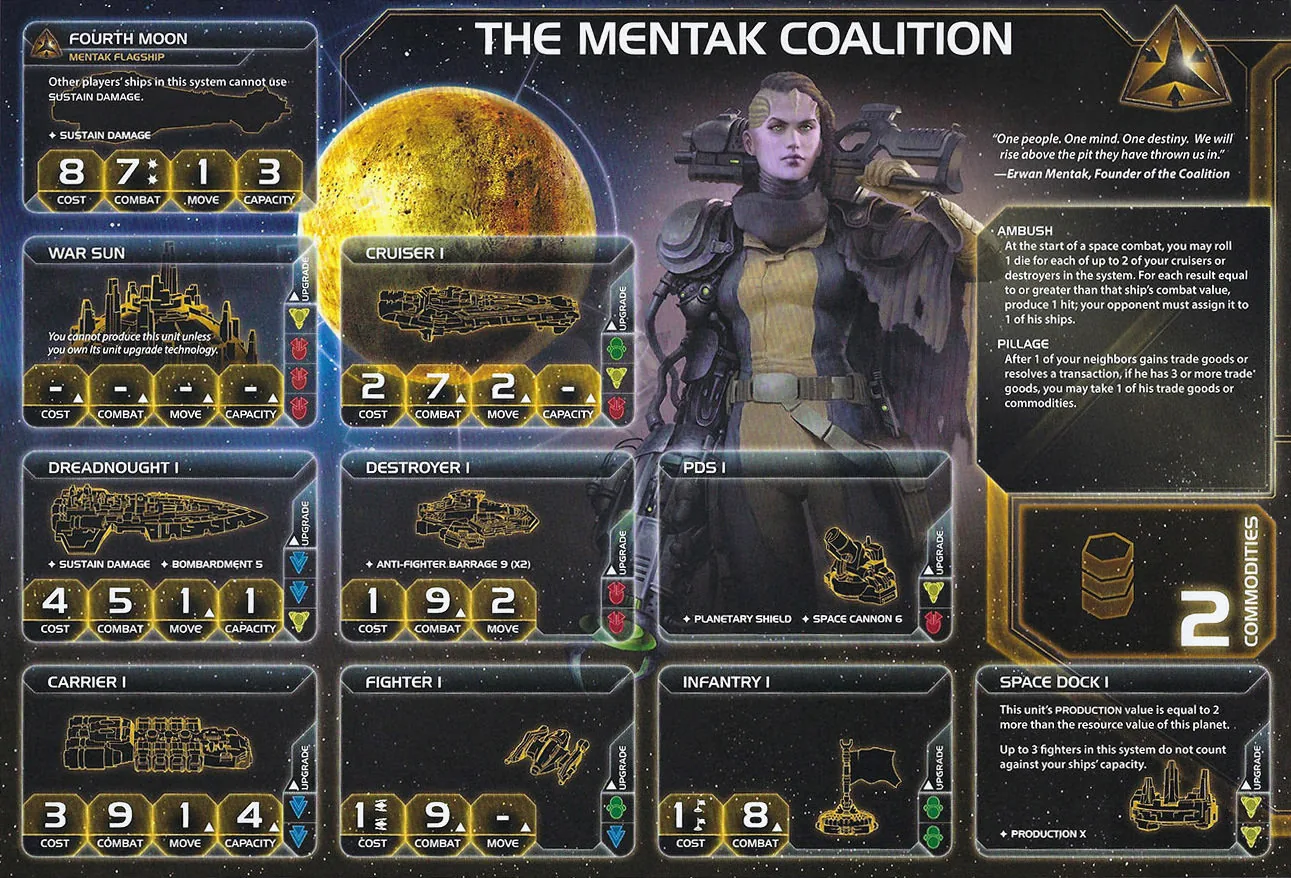 THE MENTAK COALITION
FOURTH MOON
MENTAK FLAGSHIP
Other players' ships in this system cannot use
SUSTAIN DAMAGE.
✦ SUSTAIN DAMAGE
8 7 1 3
COST COMBAT MOVE CAPACITY
"One people. One mind. One destiny. We will
rise above the pit they have thrown us in."
—Erwan Mentak, Founder of the Coalition
AMBUSH
At the start of a space combat, you may roll
1 die for each of up to 2 of your cruisers or
destroyers in the system. For each result equal
to or greater than that ship's combat value,
produce 1 hit; your opponent must assign it to
1 of his ships.
PILLAGE
After 1 of your neighbors gains trade goods or
resolves a transaction, if he has 3 or more trade
goods, you may take 1 of his trade goods or
commodities.
WAR SUN
UPGRADE
You cannot produce this unit unless
you own its unit upgrade technology.
- - - -
COST COMBAT MOVE CAPACITY
CRUISER I
UPGRADE
2 7 2 -
COST COMBAT MOVE CAPACITY
DREADNOUGHT I
UPGRADE
✦ SUSTAIN DAMAGE ✦ BOMBARDMENT 5
4 5 1 1
COST COMBAT MOVE CAPACITY
DESTROYER I
UPGRADE
✦ ANTI-FIGHTER BARRAGE 9 (X2)
1 9 2
COST COMBAT MOVE
PDS I
UPGRADE
✦ PLANETARY SHIELD ✦ SPACE CANNON 6
2
COMMODITIES
CARRIER I
UPGRADE
3 9 1 4
COST COMBAT MOVE CAPACITY
FIGHTER I
UPGRADE
1 9 -
COST COMBAT MOVE
INFANTRY I
UPGRADE
1 8
COST COMBAT
SPACE DOCK I
This unit's PRODUCTION value is equal to 2
more than the resource value of this planet.
Up to 3 fighters in this system do not count
against your ships' capacity.
UPGRADE
✦ PRODUCTION X